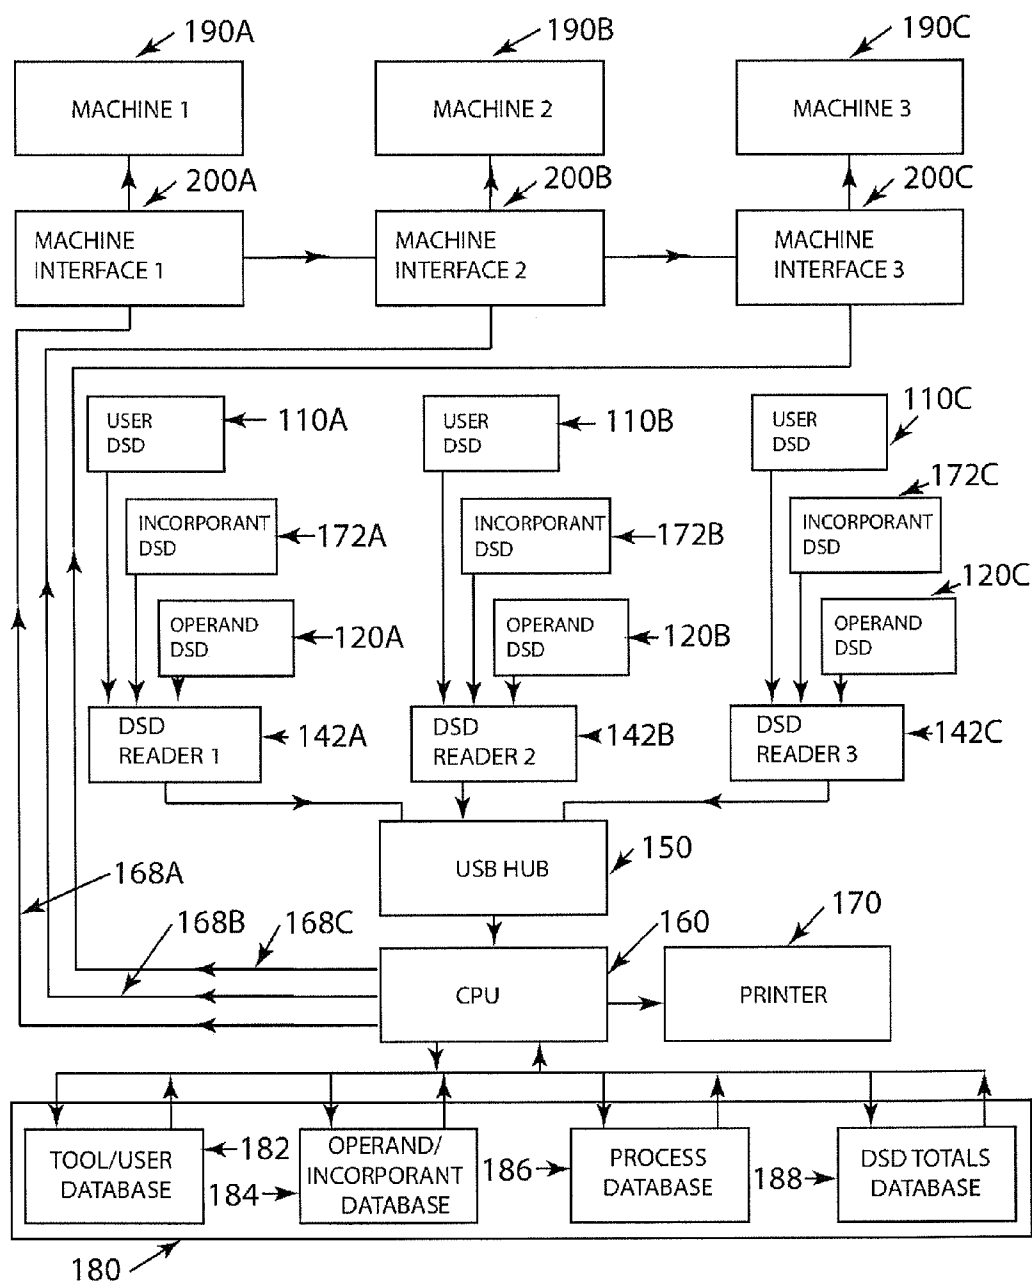 190A
190B
190C
MACHINE 1
MACHINE 2
MACHINE 3
200A
200B
200C
MACHINE
INTERFACE 1
MACHINE
INTERFACE 2
MACHINE
INTERFACE 3
USER
DSD
110A
USER
DSD
110B
USER
DSD
110C
INCORPORANT
DSD
172A
INCORPORANT
DSD
172B
INCORPORANT
DSD
172C
OPERAND
DSD
120A
OPERAND
DSD
120B
OPERAND
DSD
120C
DSD
READER 1
142A
DSD
READER 2
142B
DSD
READER 3
142C
USB HUB
150
168A
168B
168C
CPU
160
PRINTER
170
TOOL/USER
DATABASE
182
184
OPERAND/
INCORPORANT
DATABASE
186
PROCESS
DATABASE
188
DSD TOTALS
DATABASE
180